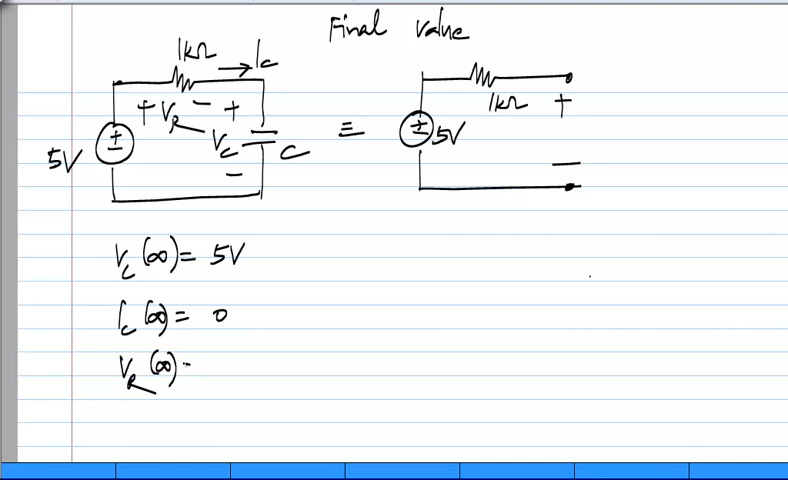 Final value
1kΩ Ic
+ VR − +
5V + − Vc − C ≡
1kΩ +
+ − 5V −
Vc(∞) = 5V
Ic(∞) = 0
VR(∞) -